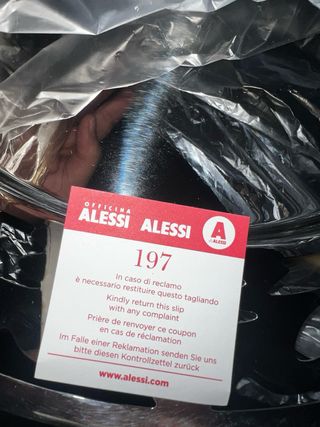 OFFICINA
ALESSI ALESSI A
di ALESSI
197
In caso di reclamo
è necessario restituire questo tagliando
Kindly return this slip
with any complaint
Prière de renvoyer ce coupon
en cas de réclamation
Im Falle einer Reklamation senden Sie uns
bitte diesen Kontrollzettel zurück
www.alessi.com